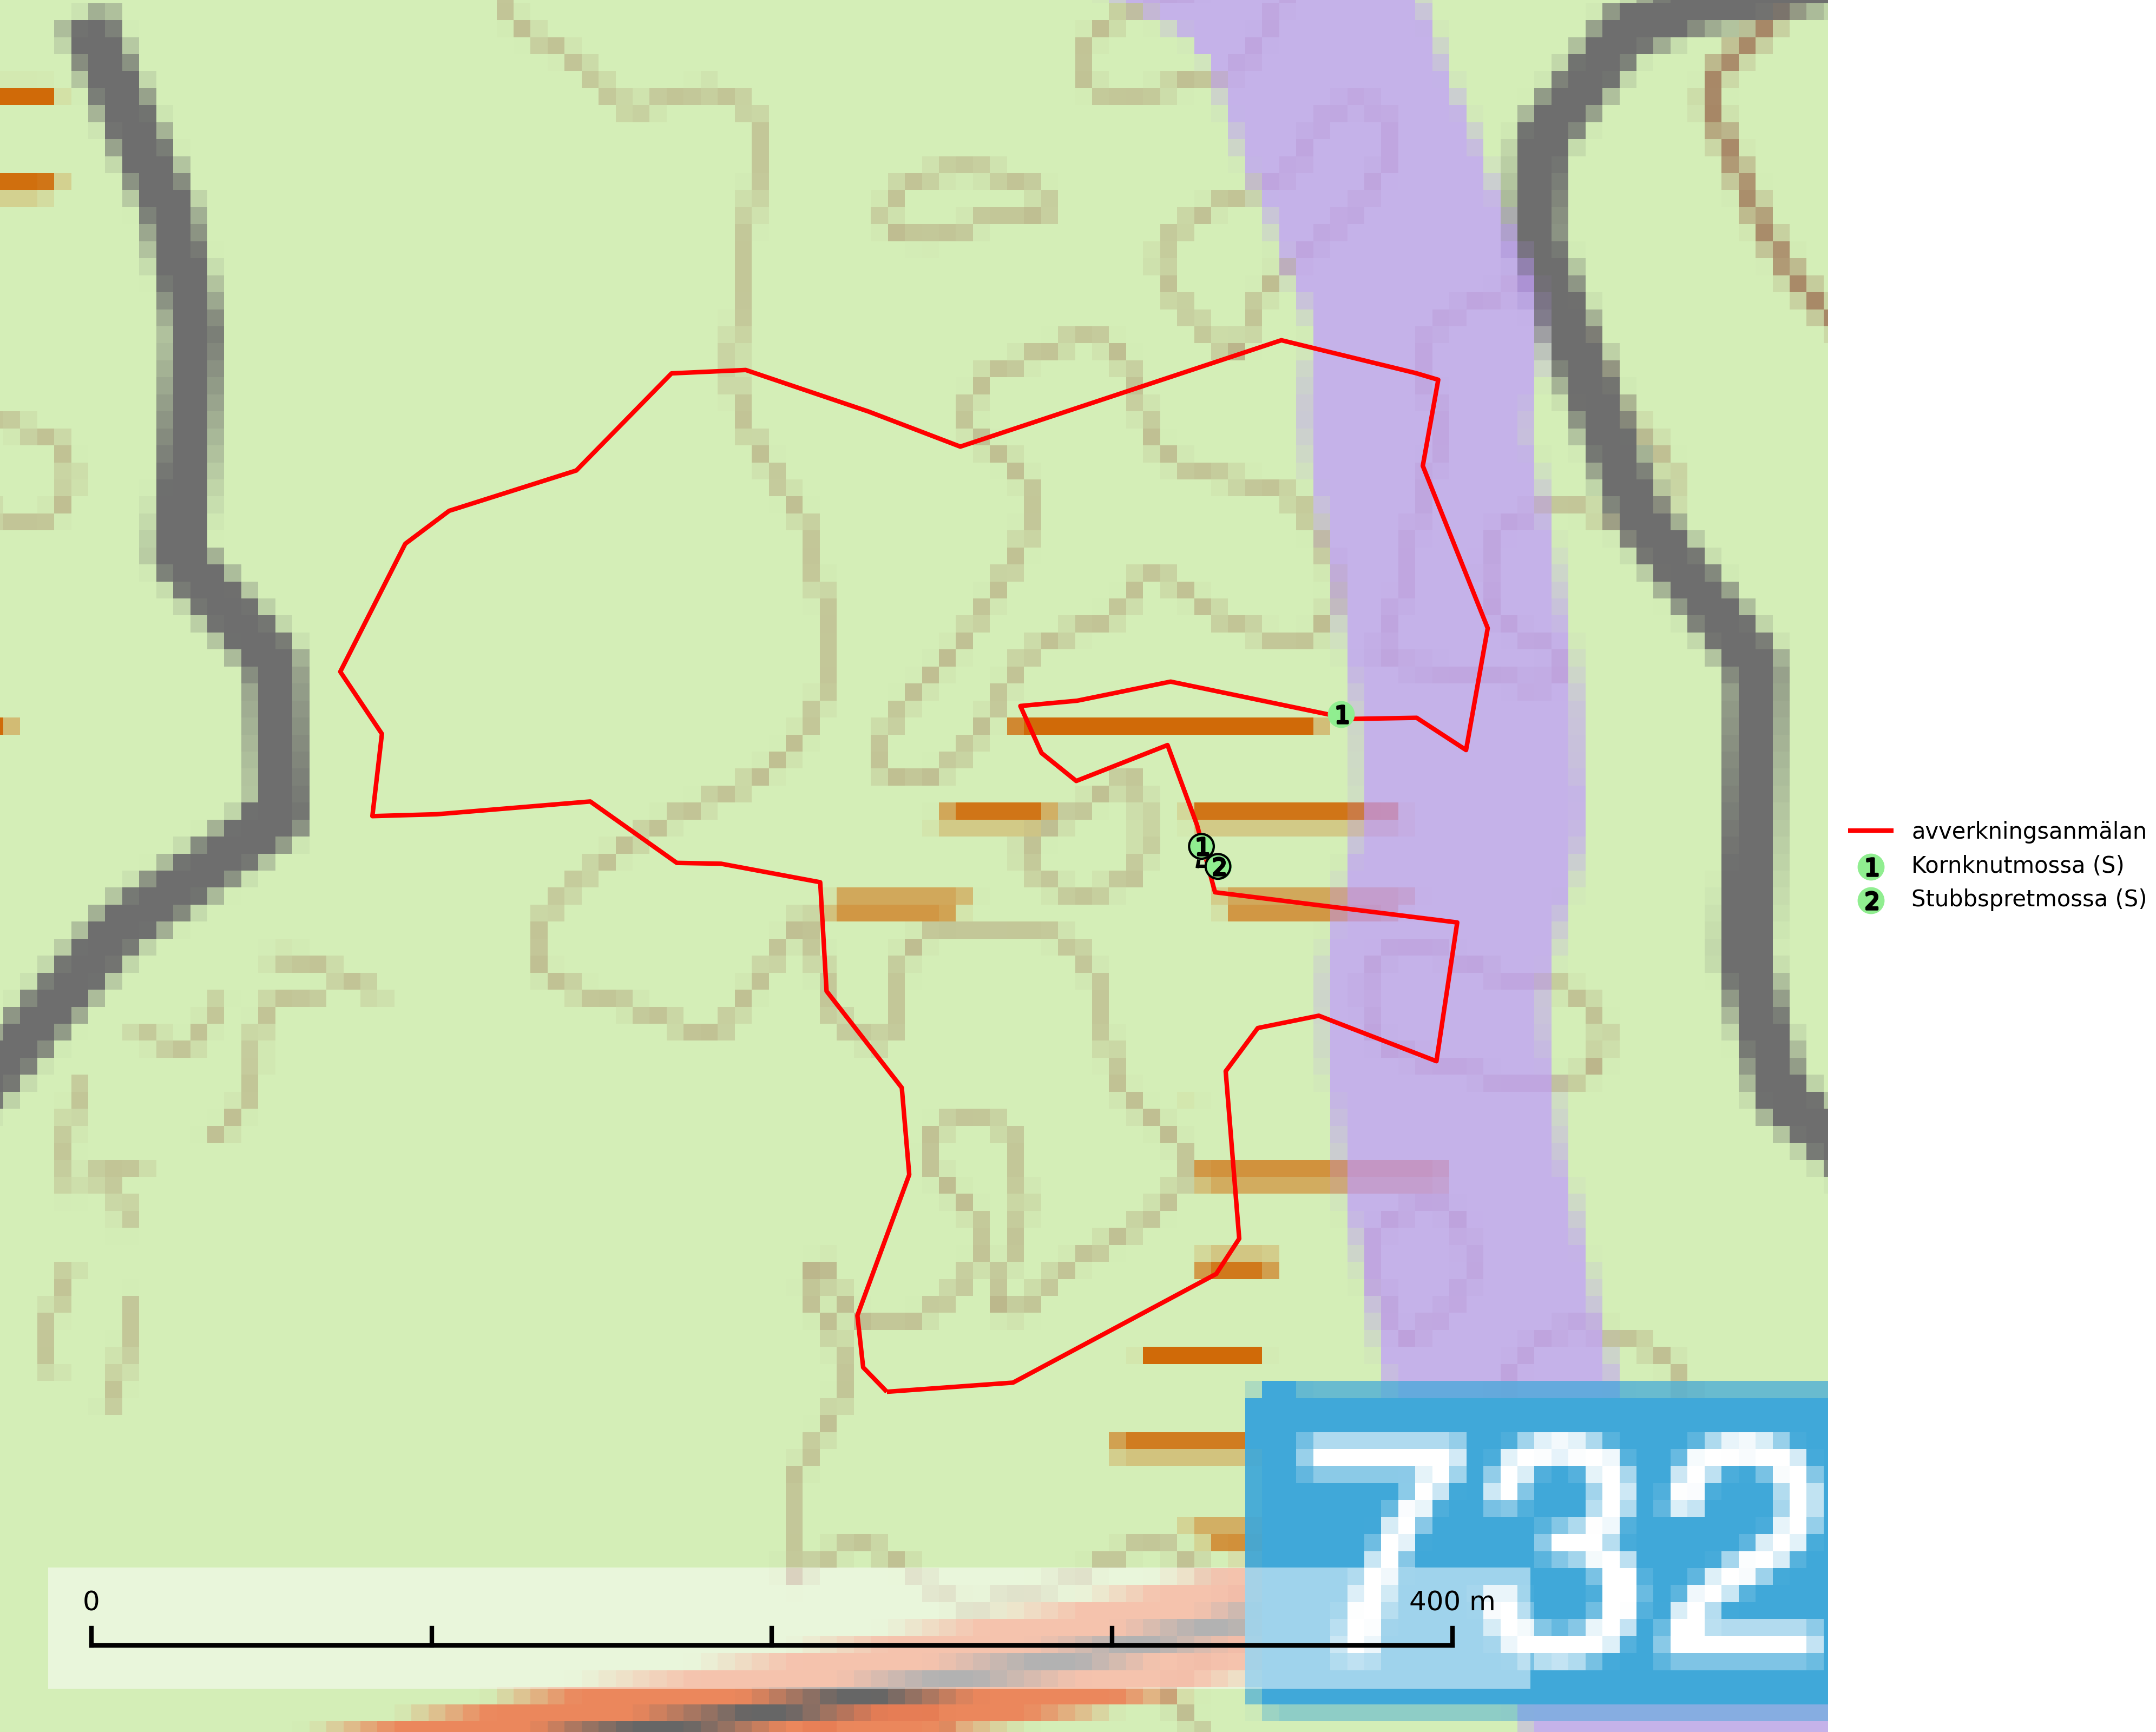 1
1
2
avverkningsanmälan
1 Kornknutmossa (S)
2 Stubbspretmossa (S)
732
0 400 m